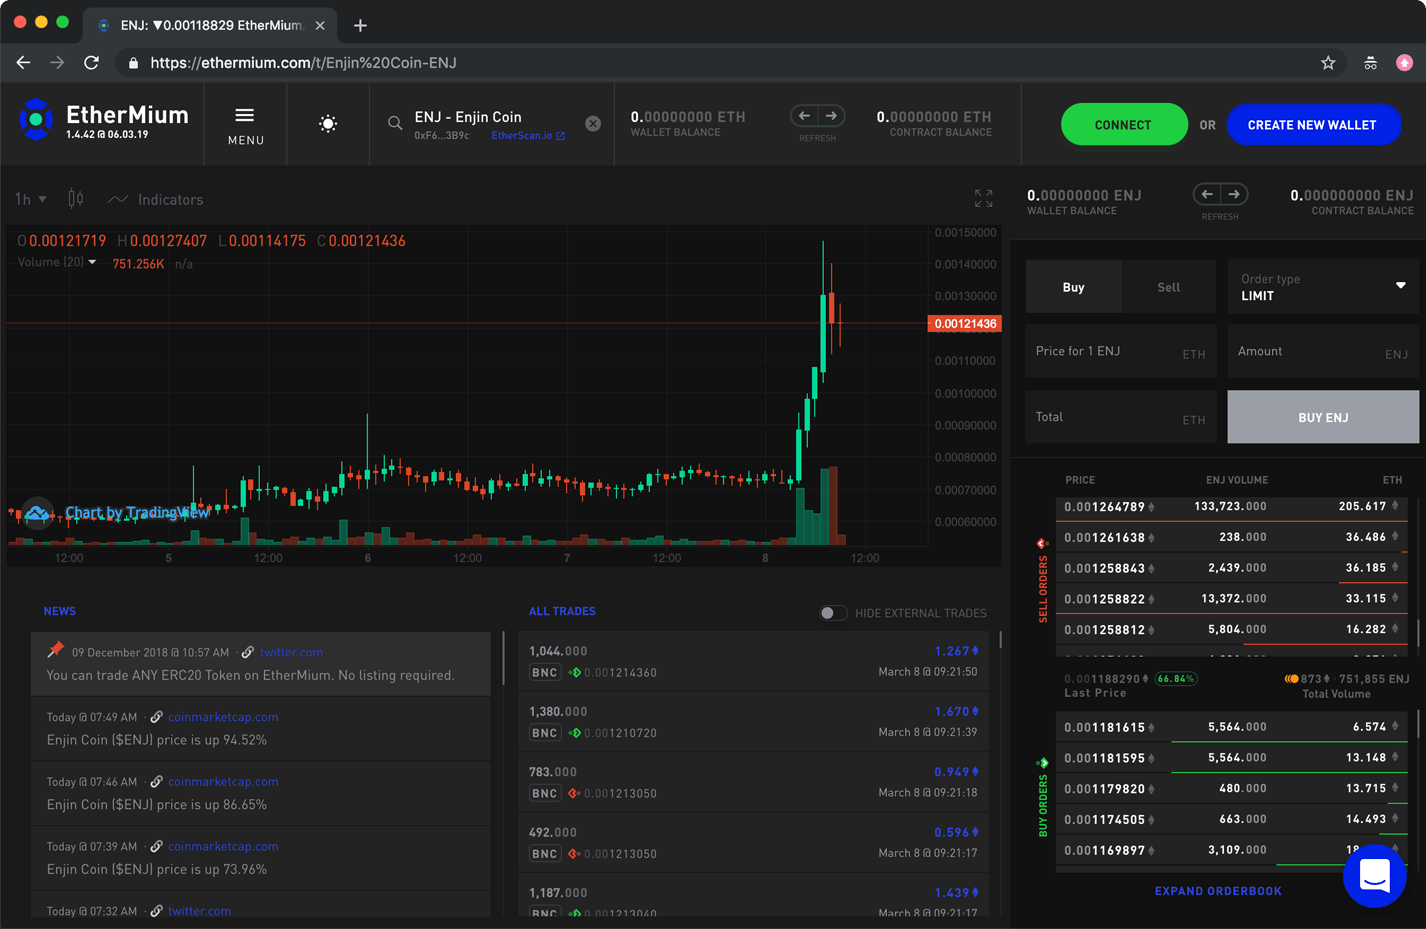 ENJ: ▼0.00118829 EtherMium.
https://ethermium.com/t/Enjin%20Coin-ENJ
EtherMium
1.4.42 @ 06.03.19
MENU
ENJ - Enjin Coin
0xF6...3B9c EtherScan.io
0.00000000 ETH
WALLET BALANCE
REFRESH
0.00000000 ETH
CONTRACT BALANCE
CONNECT
OR
CREATE NEW WALLET
1h
Indicators
O 0.00121719 H 0.00127407 L 0.00114175 C 0.00121436
Volume (20) 751.256K n/a
0.00150000
0.00140000
0.00130000
0.00121436
0.00110000
0.00100000
0.00090000
0.00080000
0.00070000
0.00060000
Chart by TradingView
12:00 5 12:00 6 12:00 7 12:00 8 12:00
0.00000000 ENJ
WALLET BALANCE
REFRESH
0.000000000 ENJ
CONTRACT BALANCE
Buy
Sell
Order type
LIMIT
Price for 1 ENJ ETH
Amount ENJ
Total ETH
BUY ENJ
PRICE ENJ VOLUME ETH
SELL ORDERS
0.001264789 133,723.000 205.617
0.001261638 238.000 36.486
0.001258843 2,439.000 36.185
0.001258822 13,372.000 33.115
0.001258812 5,804.000 16.282
0.001188290 66.84% 873 · 751,855 ENJ
Last Price Total Volume
BUY ORDERS
0.001181615 5,564.000 6.574
0.001181595 5,564.000 13.148
0.001179820 480.000 13.715
0.001174505 663.000 14.493
0.001169897 3,109.000 18.
EXPAND ORDERBOOK
NEWS
09 December 2018 @ 10:57 AM · twitter.com
You can trade ANY ERC20 Token on EtherMium. No listing required.
Today @ 07:49 AM · coinmarketcap.com
Enjin Coin ($ENJ) price is up 94.52%
Today @ 07:46 AM · coinmarketcap.com
Enjin Coin ($ENJ) price is up 86.65%
Today @ 07:39 AM · coinmarketcap.com
Enjin Coin ($ENJ) price is up 73.96%
Today @ 07:32 AM · twitter.com
ALL TRADES
HIDE EXTERNAL TRADES
1,044.000 1.267
BNC 0.001214360 March 8 @ 09:21:50
1,380.000 1.670
BNC 0.001210720 March 8 @ 09:21:39
783.000 0.949
BNC 0.001213050 March 8 @ 09:21:18
492.000 0.596
BNC 0.001213050 March 8 @ 09:21:17
1,187.000 1.439
BNC 0.001213040 March 8 @ 09:21:17